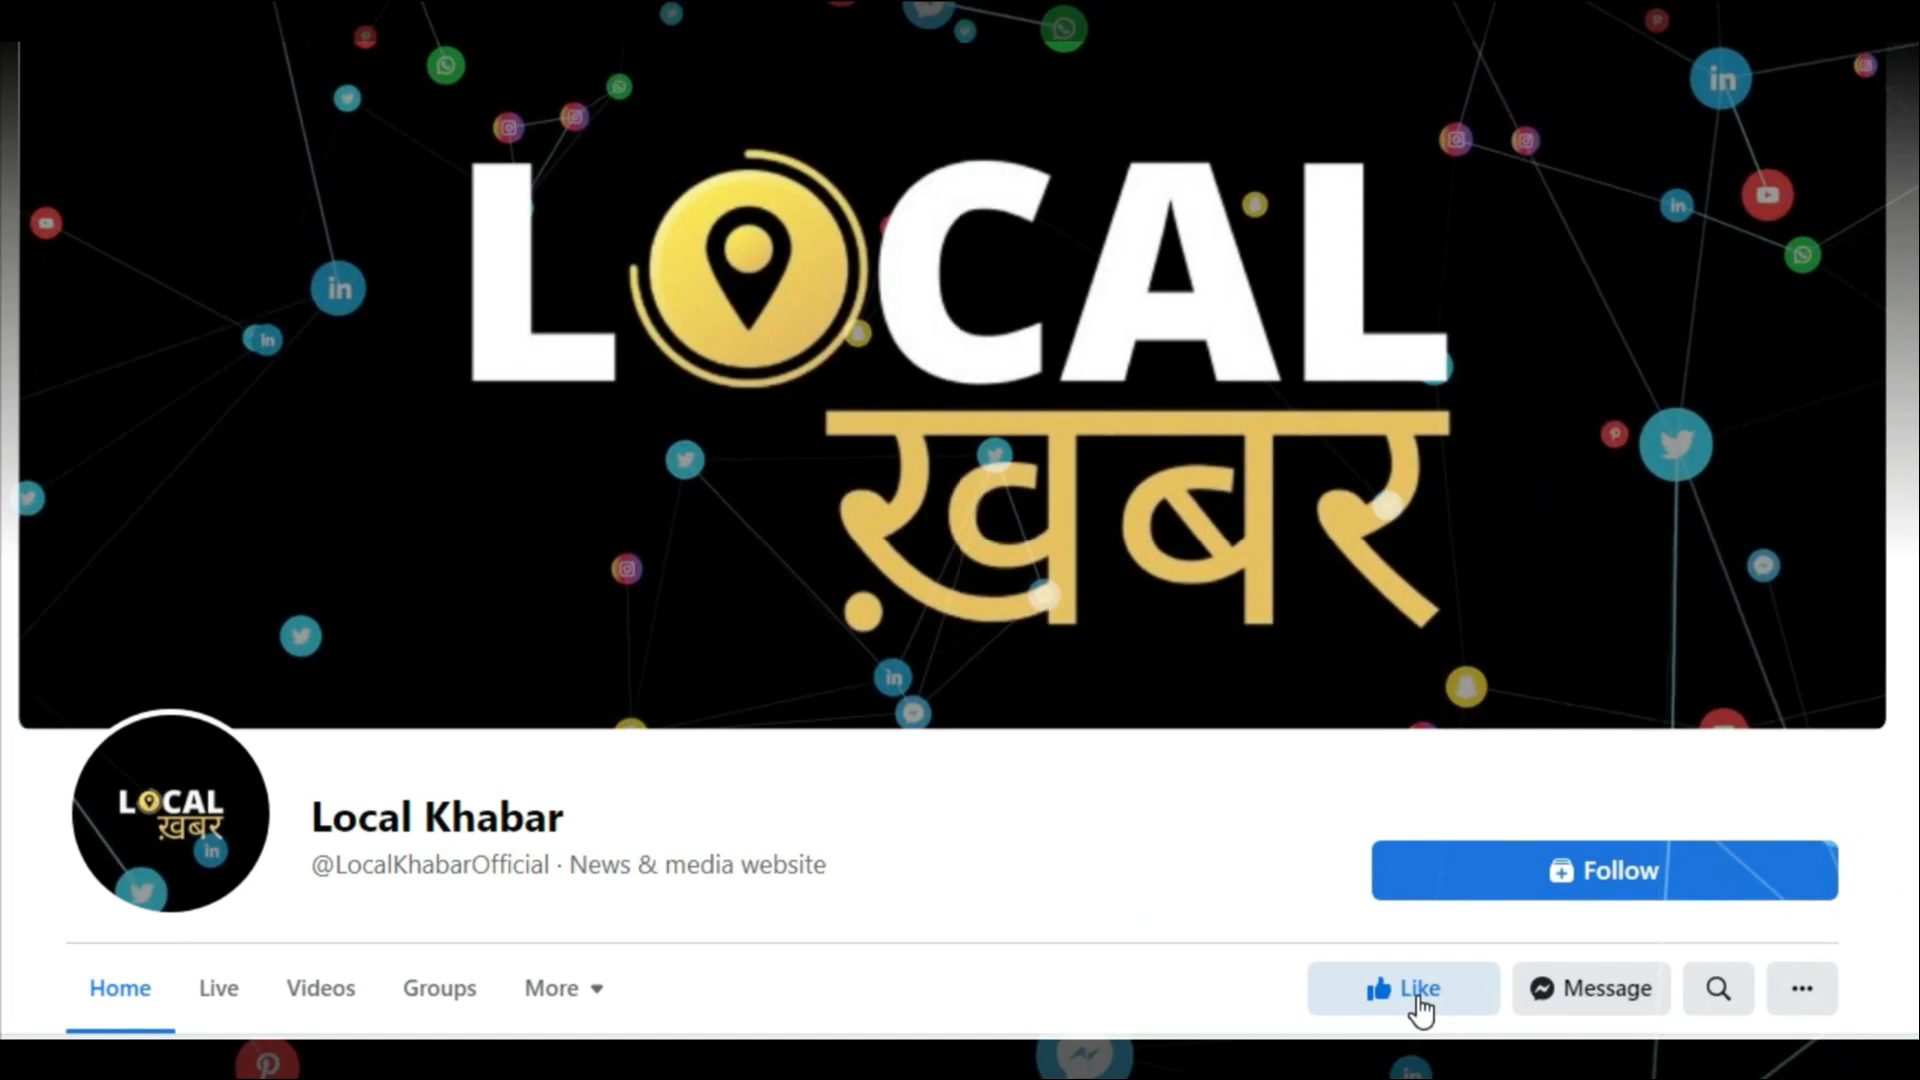 LOCAL
ख़बर
LOCAL
ख़बर
Local Khabar
@LocalKhabarOfficial · News & media website
Follow
Home Live Videos Groups More
Like Message ...